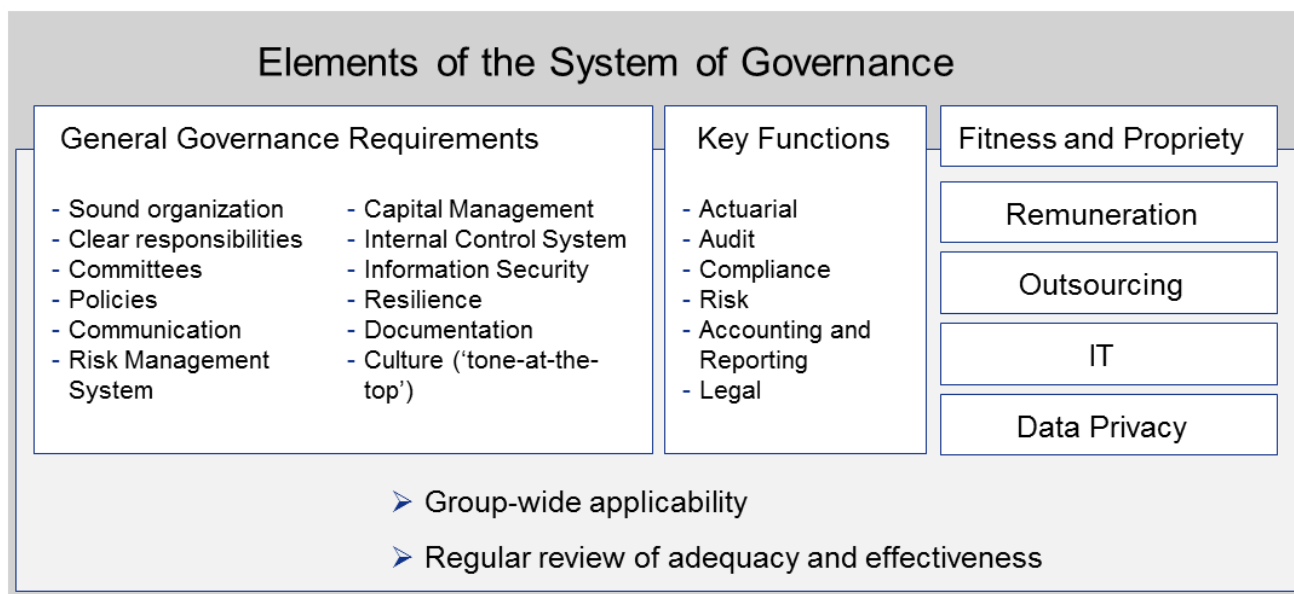 Elements of the System of Governance
General Governance Requirements
- Sound organization
- Clear responsibilities
- Committees
- Policies
- Communication
- Risk Management
System
- Capital Management
- Internal Control System
- Information Security
- Resilience
- Documentation
- Culture (‘tone-at-the-
top’)
Key Functions
- Actuarial
- Audit
- Compliance
- Risk
- Accounting and
Reporting
- Legal
Fitness and Propriety
Remuneration
Outsourcing
IT
Data Privacy
➢ Group-wide applicability
➢ Regular review of adequacy and effectiveness